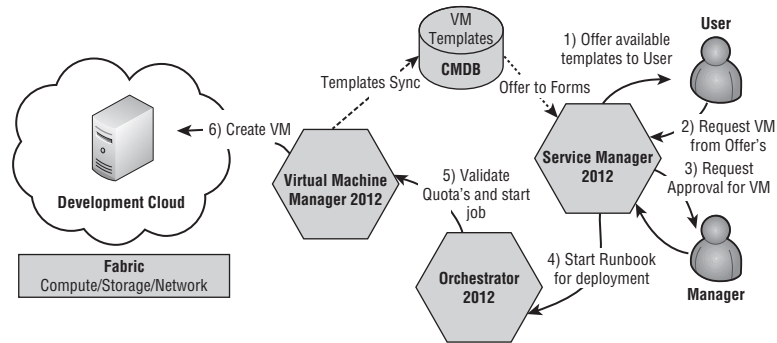 VM
Templates
CMDB
User
1) Offer available
templates to User
Templates Sync
Offer to Forms
6) Create VM
2) Request VM
from Offer's
Service Manager
2012
3) Request
Approval for VM
5) Validate
Quota's and start
job
Virtual Machine
Manager 2012
Development Cloud
4) Start Runbook
for deployment
Fabric
Compute/Storage/Network
Orchestrator
2012
Manager